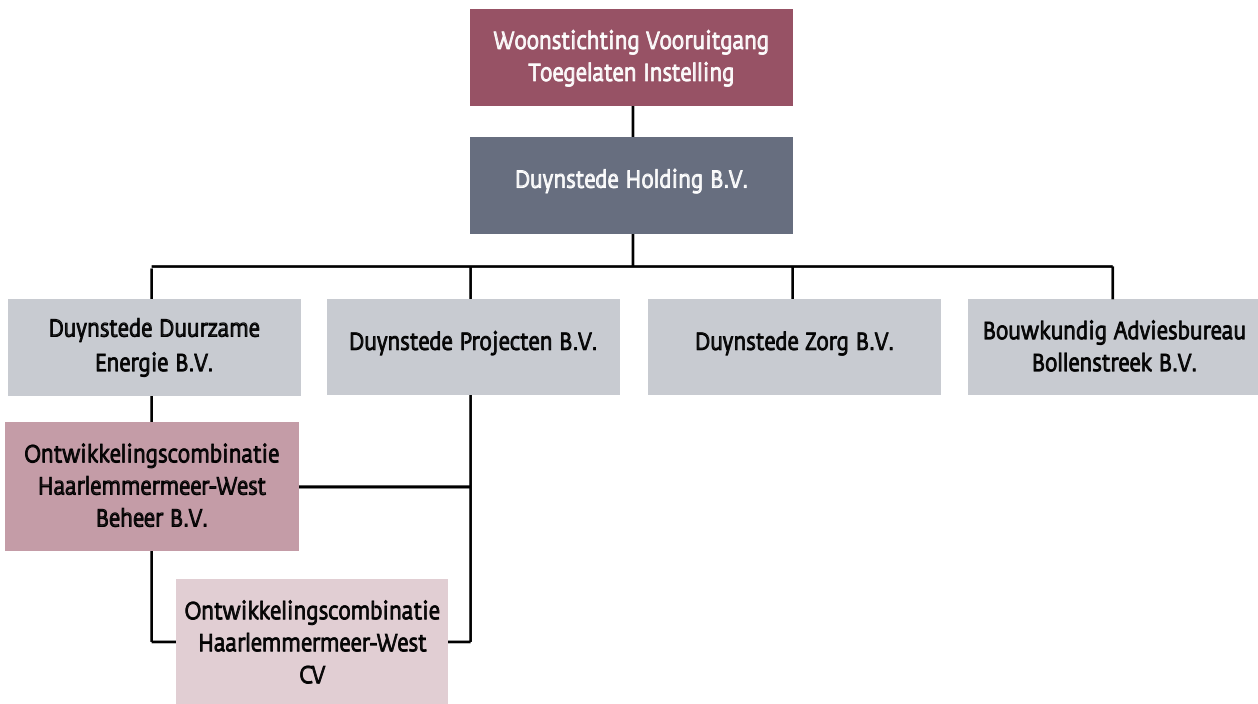 Woonstichting Vooruitgang
Toegelaten Instelling
Duynstede Holding B.V.
Duynstede Duurzame
Energie B.V.
Duynstede Projecten B.V.
Duynstede Zorg B.V.
Bouwkundig Adviesbureau
Bollenstreek B.V.
Ontwikkelingscombinatie
Haarlemmermeer-West
Beheer B.V.
Ontwikkelingscombinatie
Haarlemmermeer-West
CV